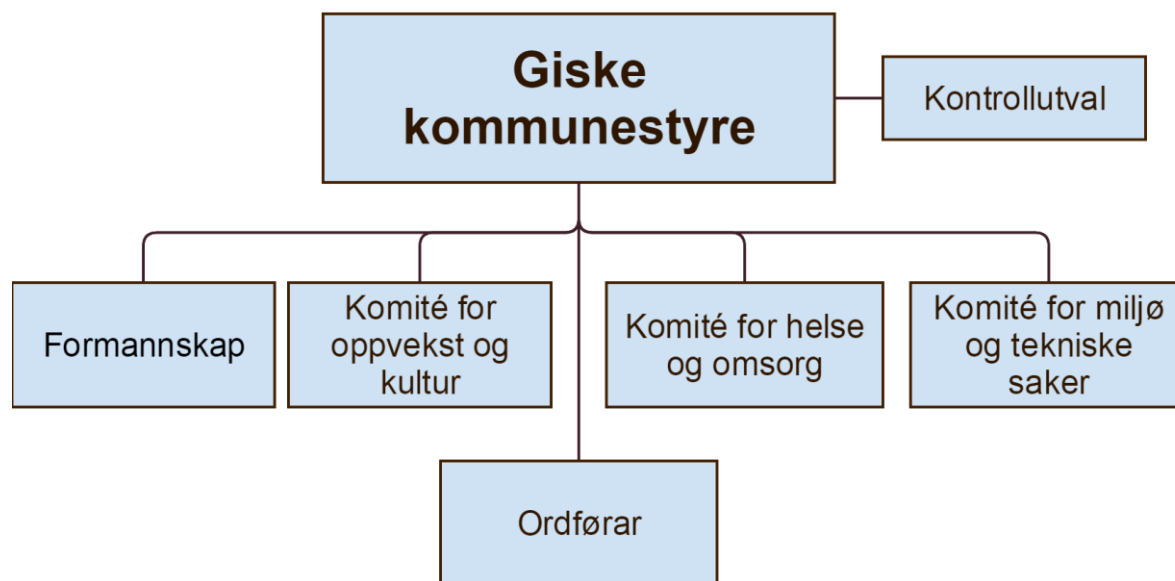 Giske
kommunestyre
Kontrollutval
Formannskap
Komité for
oppvekst og
kultur
Komité for helse
og omsorg
Komité for miljø
og tekniske
saker
Ordførar